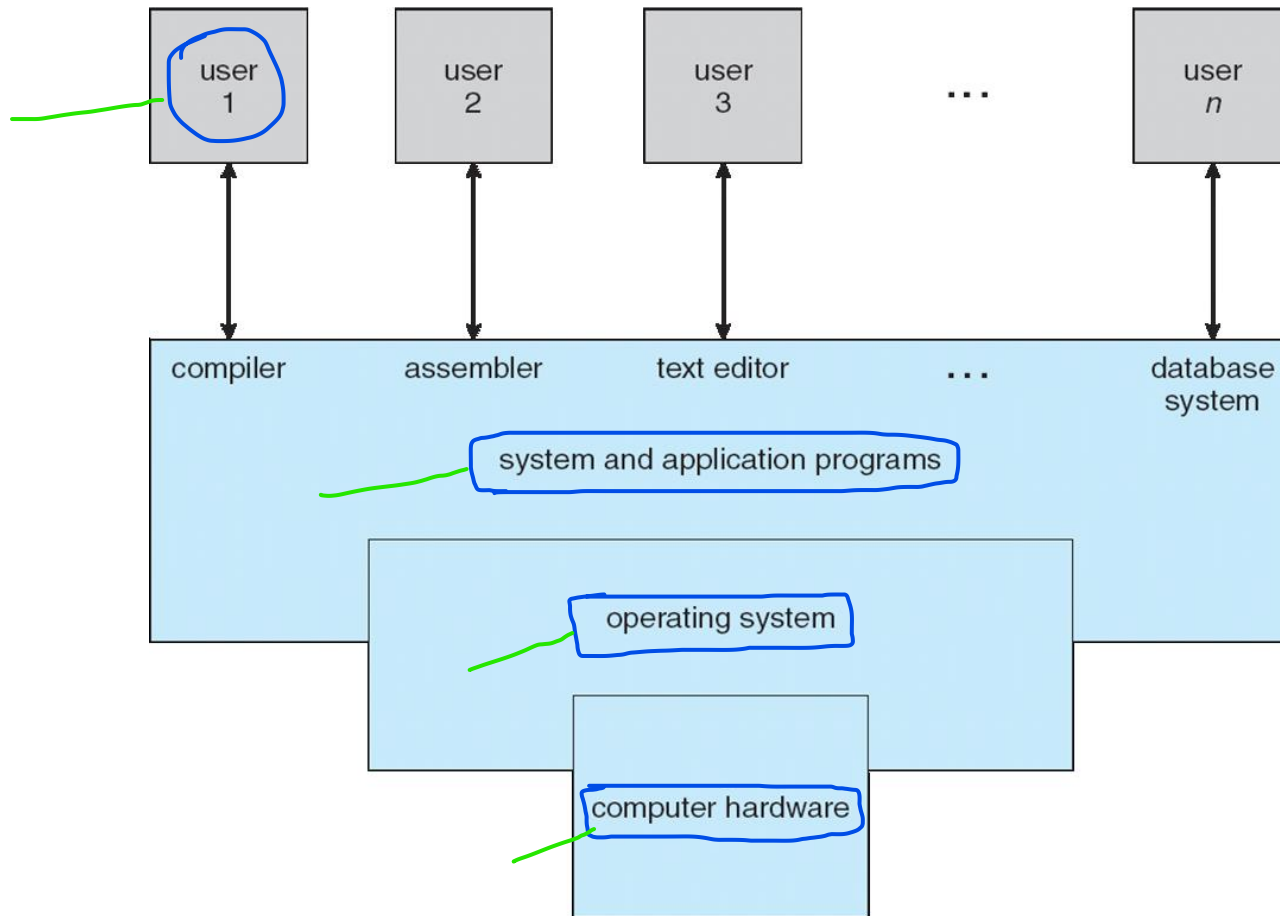 user
1
user
2
user
3
...
user
n
compiler
assembler
text editor
...
database
system
system and application programs
operating system
computer hardware